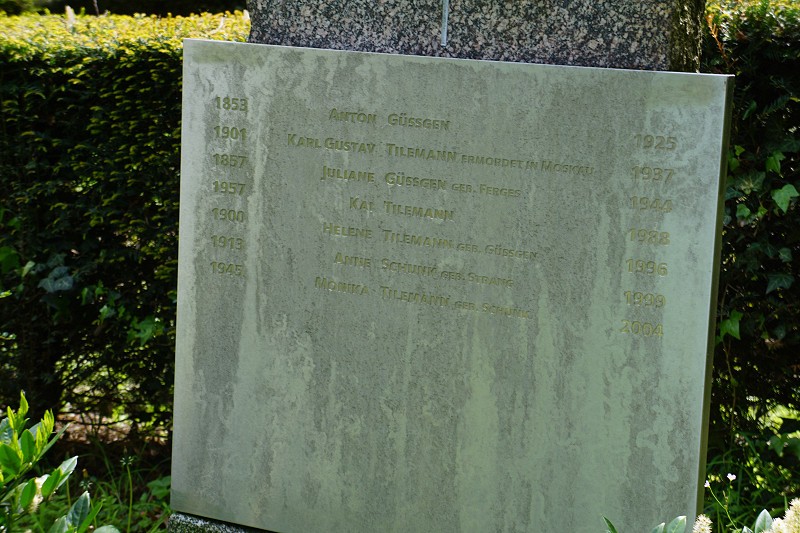 1853 Anton Güssgen 1925
1901 Karl Gustav Tilemann ermordet in Moskau 1937
1857 Juliane Güssgen geb. Ferges 1944
1957 Kai Tilemann 1988
1900 Helene Tilemann geb. Güssgen 1996
1913 Anne Schunk geb. 1999
1945 Monika Tilemann geb. Schunk 2004